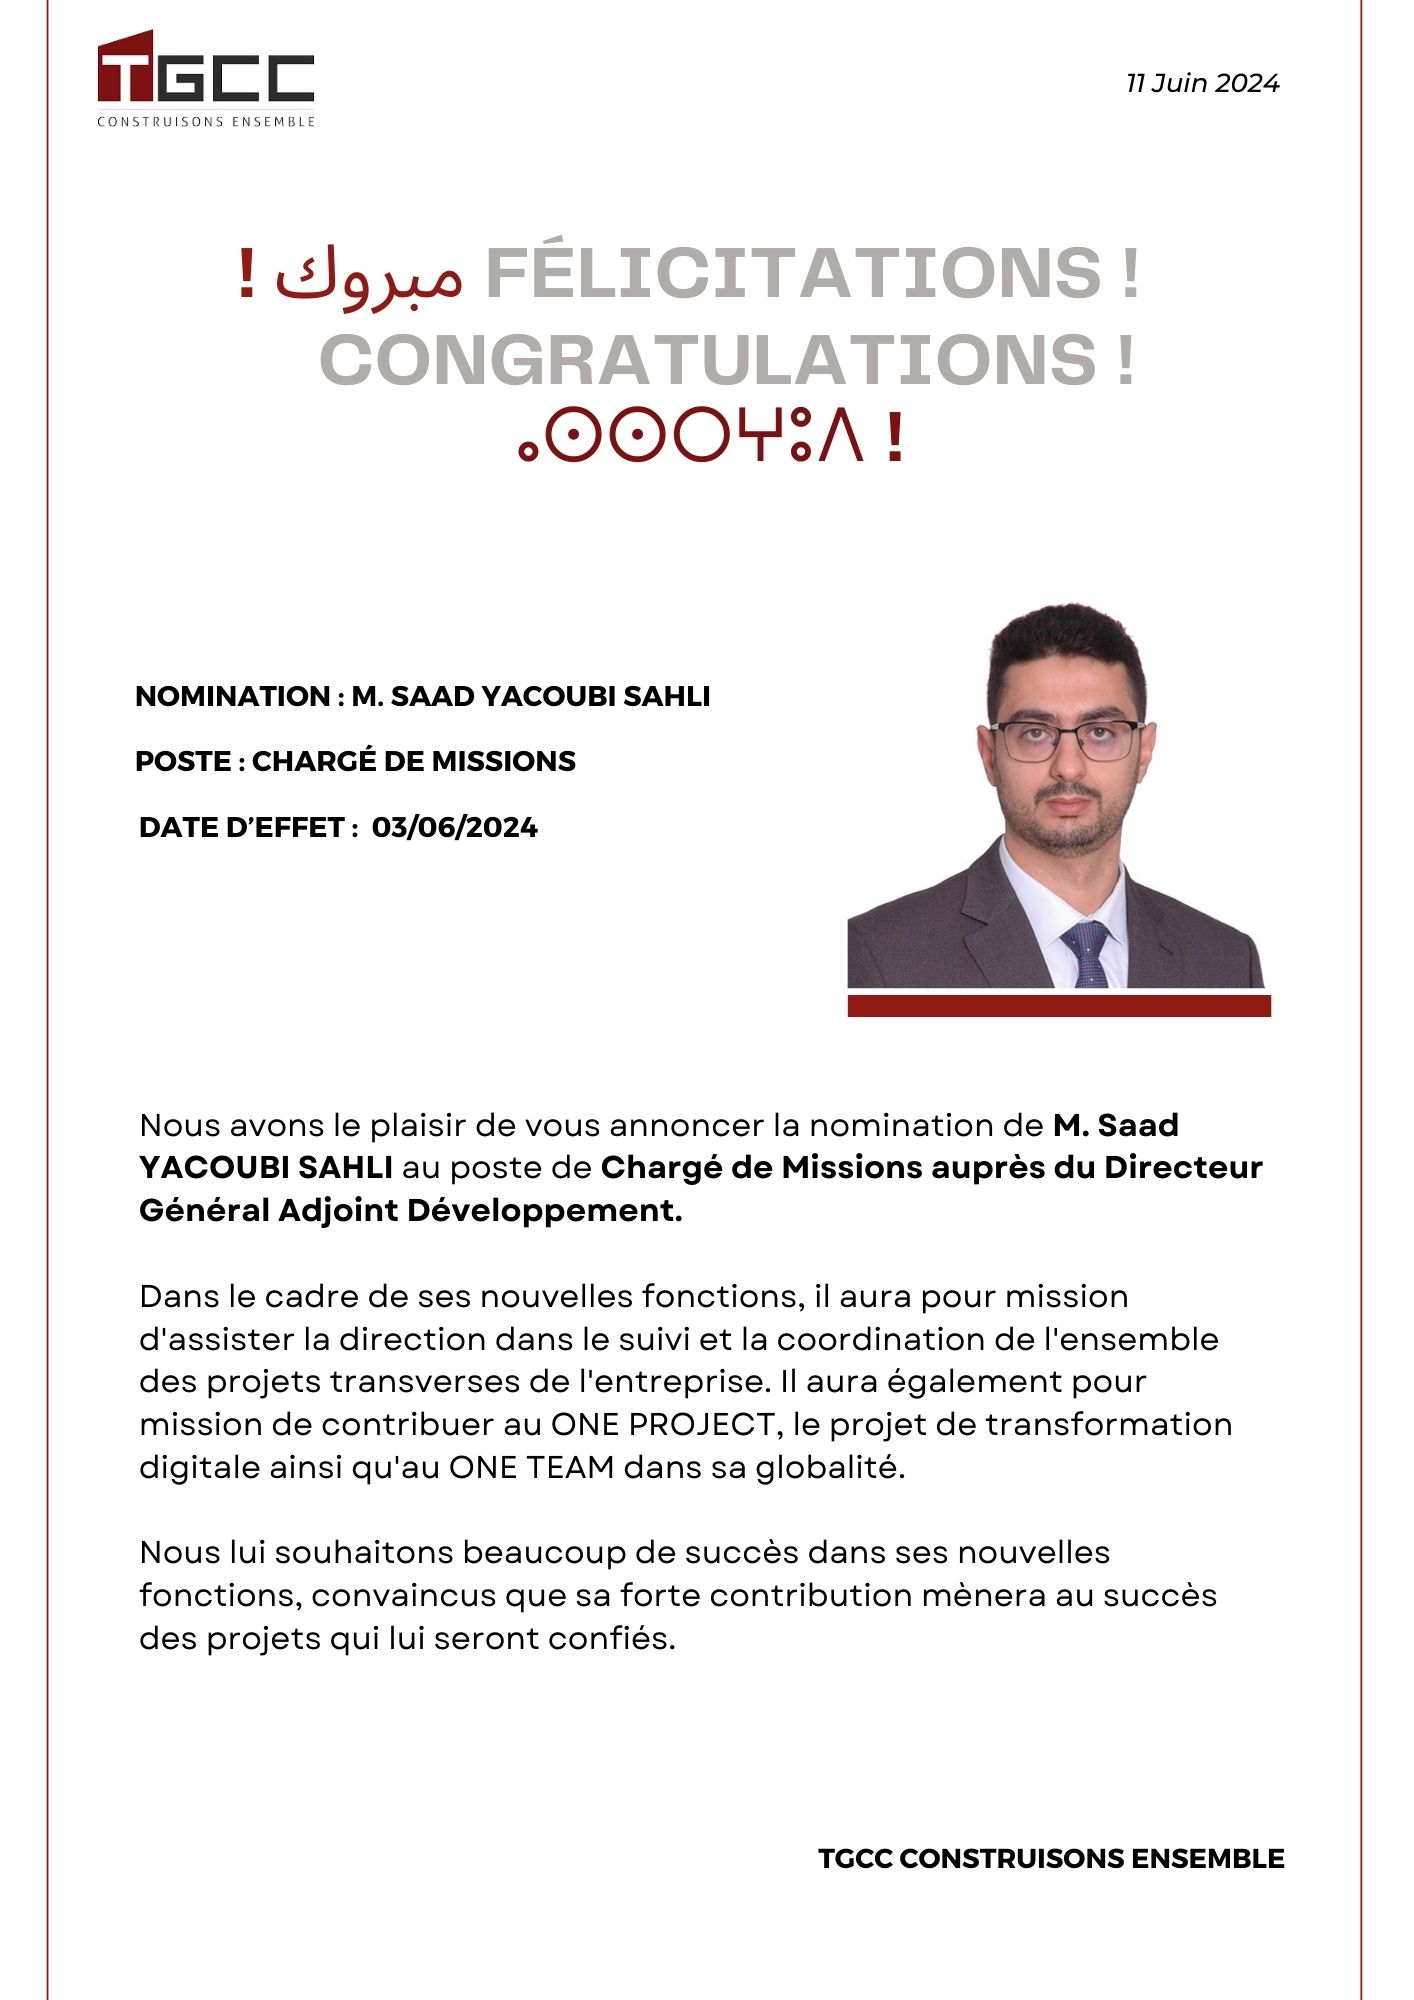 TGCC
CONSTRUISONS ENSEMBLE
11 Juin 2024
مبروك ! FÉLICITATIONS !
CONGRATULATIONS !
ⴰⵙⵙⵔⵖⵓⴷ !
NOMINATION : M. SAAD YACOUBI SAHLI
POSTE : CHARGÉ DE MISSIONS
DATE D’EFFET : 03/06/2024
Nous avons le plaisir de vous annoncer la nomination de M. Saad
YACOUBI SAHLI au poste de Chargé de Missions auprès du Directeur
Général Adjoint Développement.
Dans le cadre de ses nouvelles fonctions, il aura pour mission
d'assister la direction dans le suivi et la coordination de l'ensemble
des projets transverses de l'entreprise. Il aura également pour
mission de contribuer au ONE PROJECT, le projet de transformation
digitale ainsi qu'au ONE TEAM dans sa globalité.
Nous lui souhaitons beaucoup de succès dans ses nouvelles
fonctions, convaincus que sa forte contribution mènera au succès
des projets qui lui seront confiés.
TGCC CONSTRUISONS ENSEMBLE